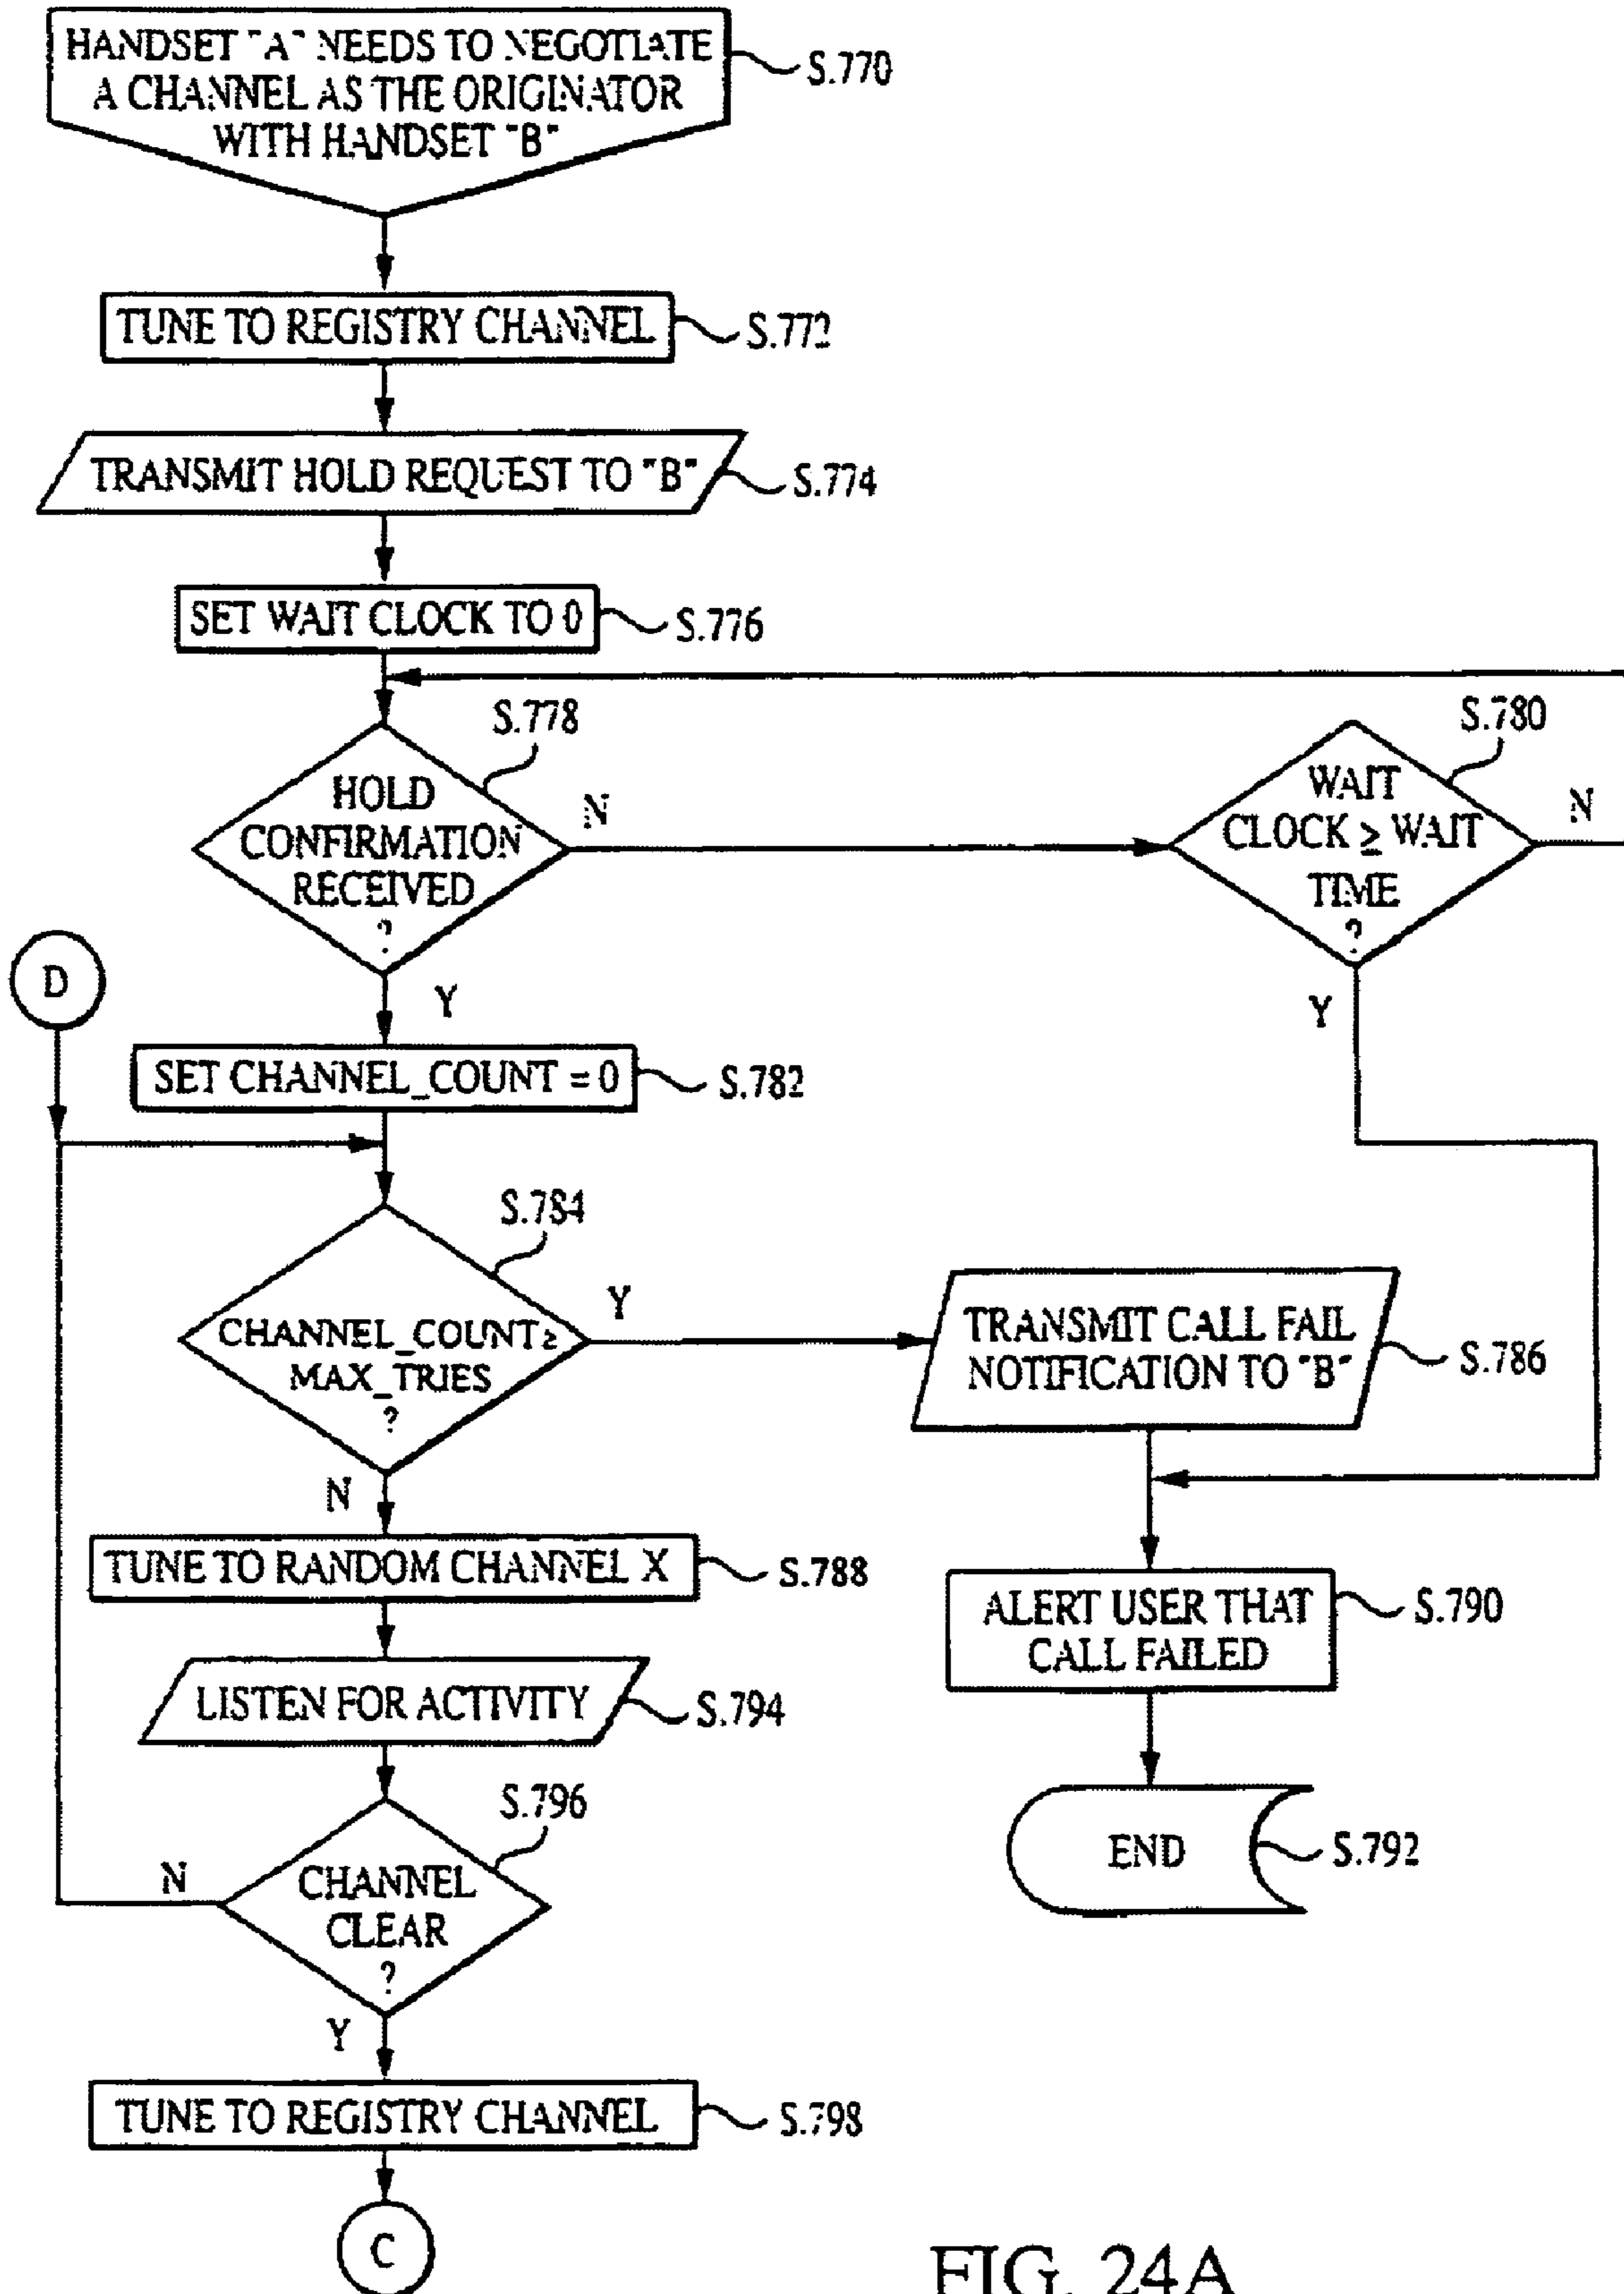 HANDSET "A" NEEDS TO NEGOTIATE
A CHANNEL AS THE ORIGINATOR
WITH HANDSET "B"
S.770
TUNE TO REGISTRY CHANNEL
S.772
TRANSMIT HOLD REQUEST TO "B"
S.774
SET WAIT CLOCK TO 0
S.776
S.778
HOLD
CONFIRMATION
RECEIVED
?
N
Y
S.780
WAIT
CLOCK ≥ WAIT
TIME
?
N
Y
D
SET CHANNEL_COUNT = 0
S.782
S.784
CHANNEL_COUNT≥
MAX_TRIES
?
Y
N
TRANSMIT CALL FAIL
NOTIFICATION TO "B"
S.786
TUNE TO RANDOM CHANNEL X
S.788
ALERT USER THAT
CALL FAILED
S.790
LISTEN FOR ACTIVITY
S.794
S.796
CHANNEL
CLEAR
?
N
Y
END
S.792
TUNE TO REGISTRY CHANNEL
S.798
C
FIG. 24A